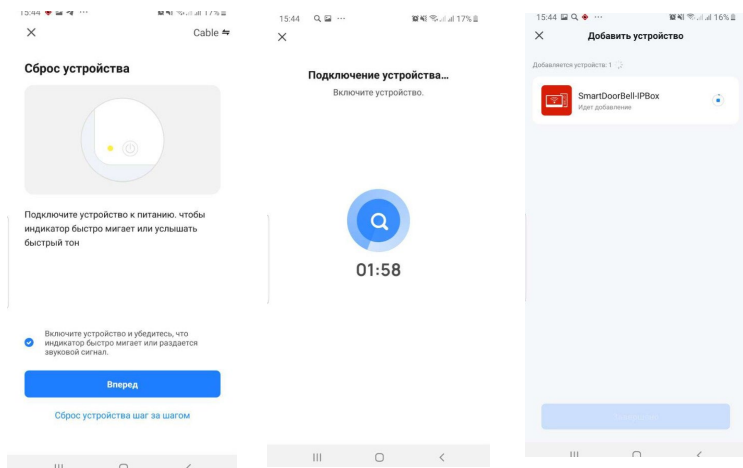 15:44
17%
Cable
Сброс устройства
Подключите устройство к питанию. чтобы
индикатор быстро мигает или услышать
быстрый тон
Включите устройство и убедитесь, что
индикатор быстро мигает или раздается
звуковой сигнал.
Вперед
Сброс устройства шаг за шагом
15:44
17%
Подключение устройства...
Включите устройство.
01:58
15:44
16%
Добавить устройство
Добавляется устройств: 1
SmartDoorBell-IPBox
Идет добавление